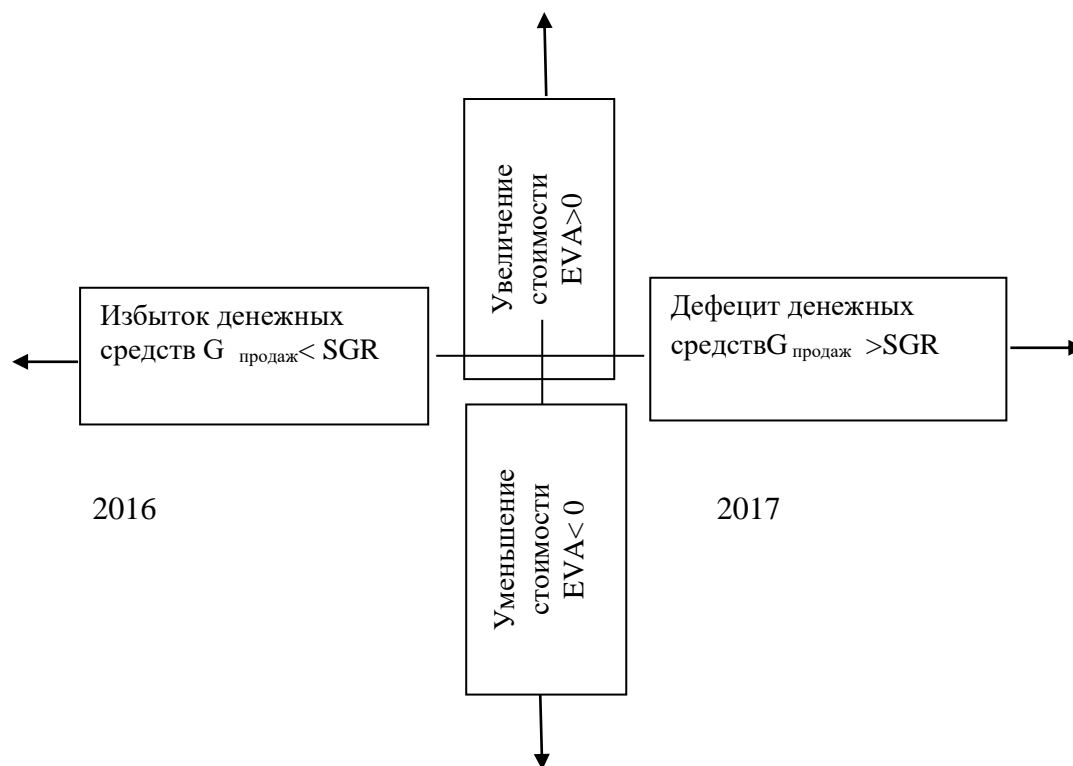 Увеличение
стоимости
EVA>0
Избыток денежных
средств G продаж< SGR
Дефецит денежных
средствG продаж >SGR
2016
Уменьшение
стоимости
EVA< 0
2017